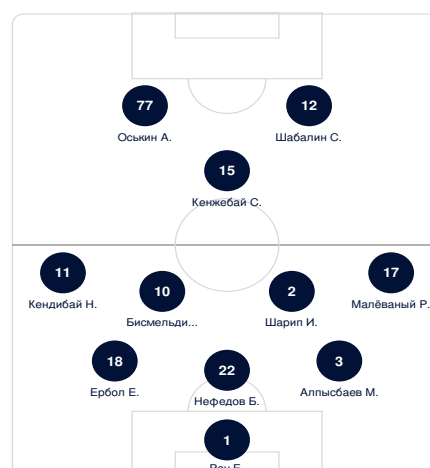 77
12
Оськин А.
Шабалин С.
15
Кенжебай С.
11
17
10
2
Кендибай Н.
Малёваный Р.
Бисмельди...
Шарип И.
18
22
3
Ербол Е.
Нефедов Б.
Алпысбаев М.
1